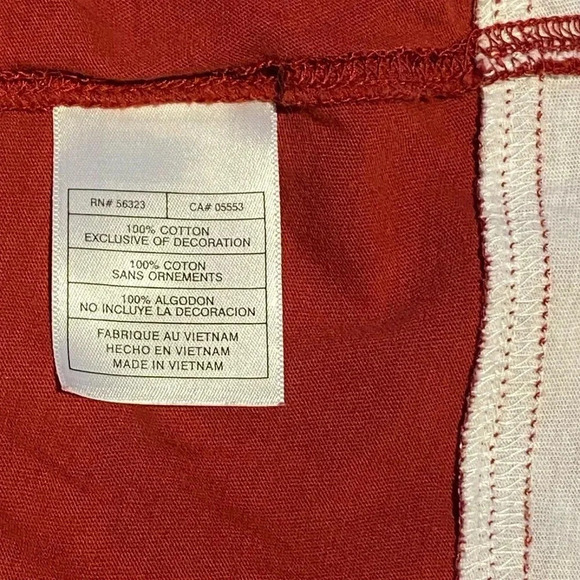 RN# 56323 CA# 05553
100% COTTON
EXCLUSIVE OF DECORATION
100% COTON
SANS ORNEMENTS
100% ALGODON
NO INCLUYE LA DECORACION
FABRIQUE AU VIETNAM
HECHO EN VIETNAM
MADE IN VIETNAM